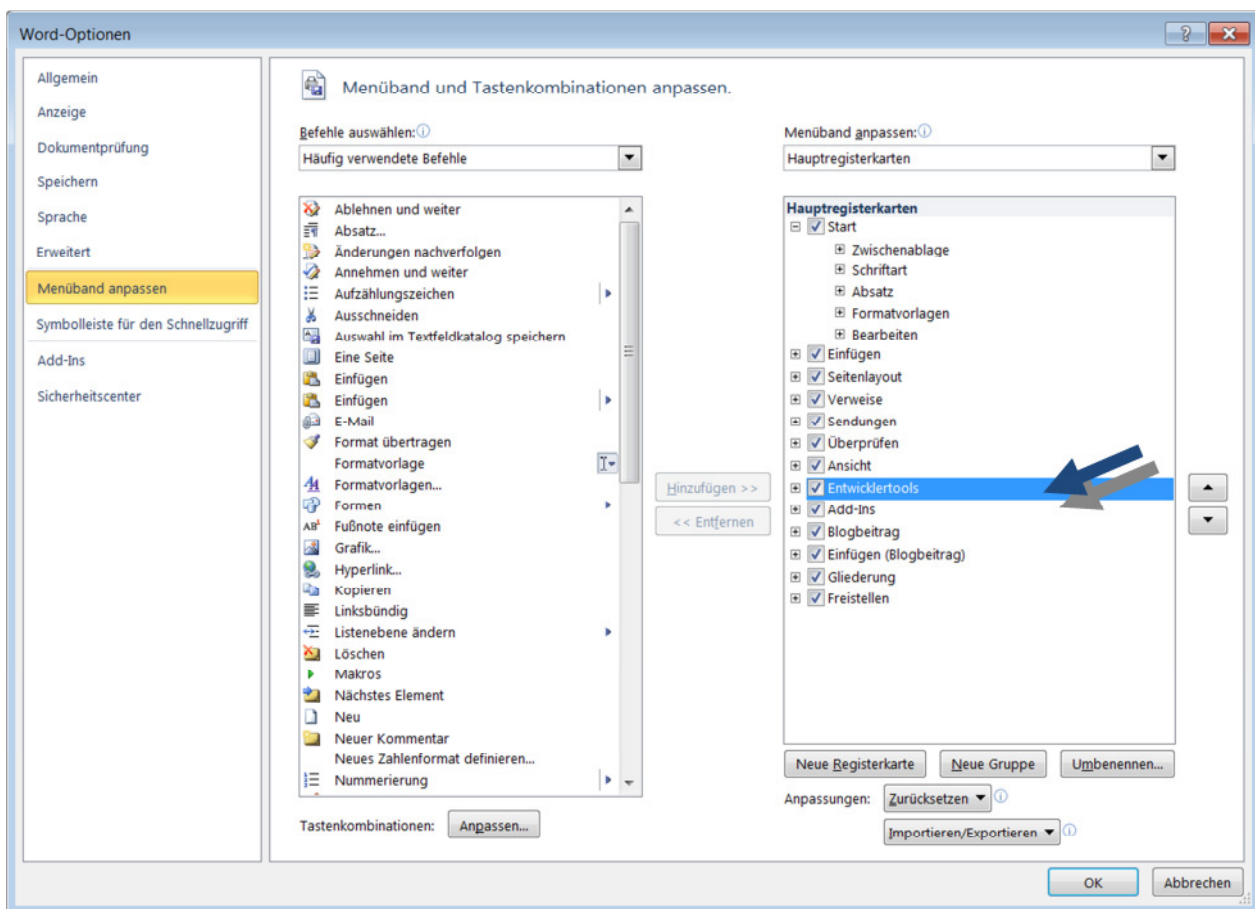 Word-Optionen
Allgemein
Anzeige
Dokumentprüfung
Speichern
Sprache
Erweitert
Menüband anpassen
Symbolleiste für den Schnellzugriff
Add-Ins
Sicherheitscenter
Menüband und Tastenkombinationen anpassen.
Befehle auswählen:
Häufig verwendete Befehle
Ablehnen und weiter
Absatz...
Änderungen nachverfolgen
Annehmen und weiter
Aufzählungszeichen
Ausschneiden
Auswahl im Textfeldkatalog speichern
Eine Seite
Einfügen
Einfügen
E-Mail
Format übertragen
Formatvorlage
Formatvorlagen...
Formen
Fußnote einfügen
Grafik...
Hyperlink...
Kopieren
Linksbündig
Listenebene ändern
Löschen
Makros
Nächstes Element
Neu
Neuer Kommentar
Neues Zahlenformat definieren...
Nummerierung
Tastenkombinationen: Anpassen...
Hinzufügen >>
<< Entfernen
Menüband anpassen:
Hauptregisterkarten
Hauptregisterkarten
Start
Zwischenablage
Schriftart
Absatz
Formatvorlagen
Bearbeiten
Einfügen
Seitenlayout
Verweise
Sendungen
Überprüfen
Ansicht
Entwicklertools
Add-Ins
Blogbeitrag
Einfügen (Blogbeitrag)
Gliederung
Freistellen
Neue Registerkarte Neue Gruppe Umbenennen...
Anpassungen: Zurücksetzen
Importieren/Exportieren
OK Abbrechen